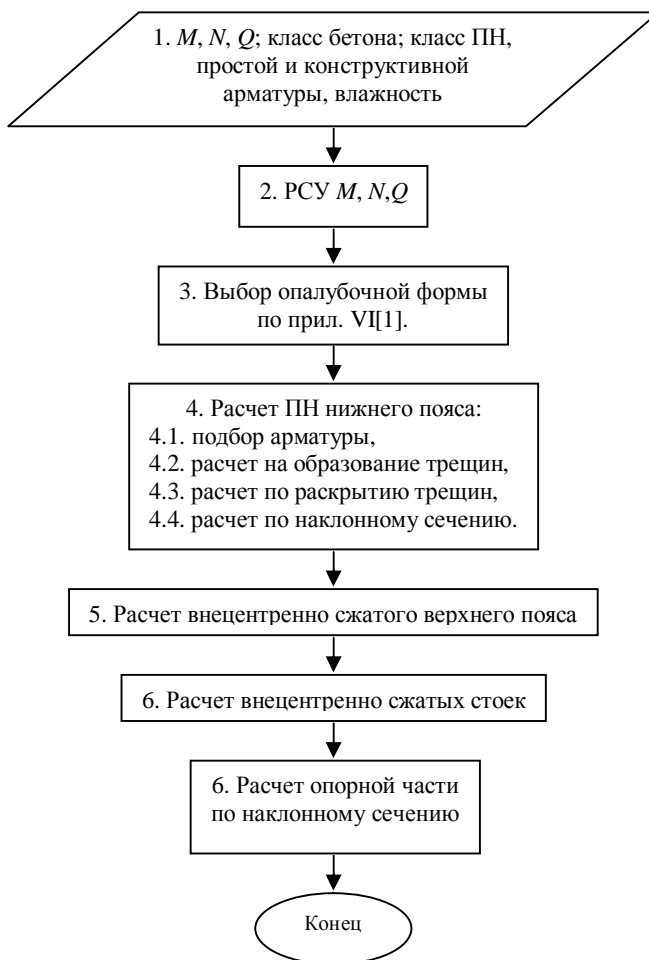 1. M, N, Q; класс бетона; класс ПН,
простой и конструктивной
арматуры, влажность
2. РСУ M, N,Q
3. Выбор опалубочной формы
по прил. VI[1].
4. Расчет ПН нижнего пояса:
4.1. подбор арматуры,
4.2. расчет на образование трещин,
4.3. расчет по раскрытию трещин,
4.4. расчет по наклонному сечению.
5. Расчет внецентренно сжатого верхнего пояса
6. Расчет внецентренно сжатых стоек
6. Расчет опорной части
по наклонному сечению
Конец